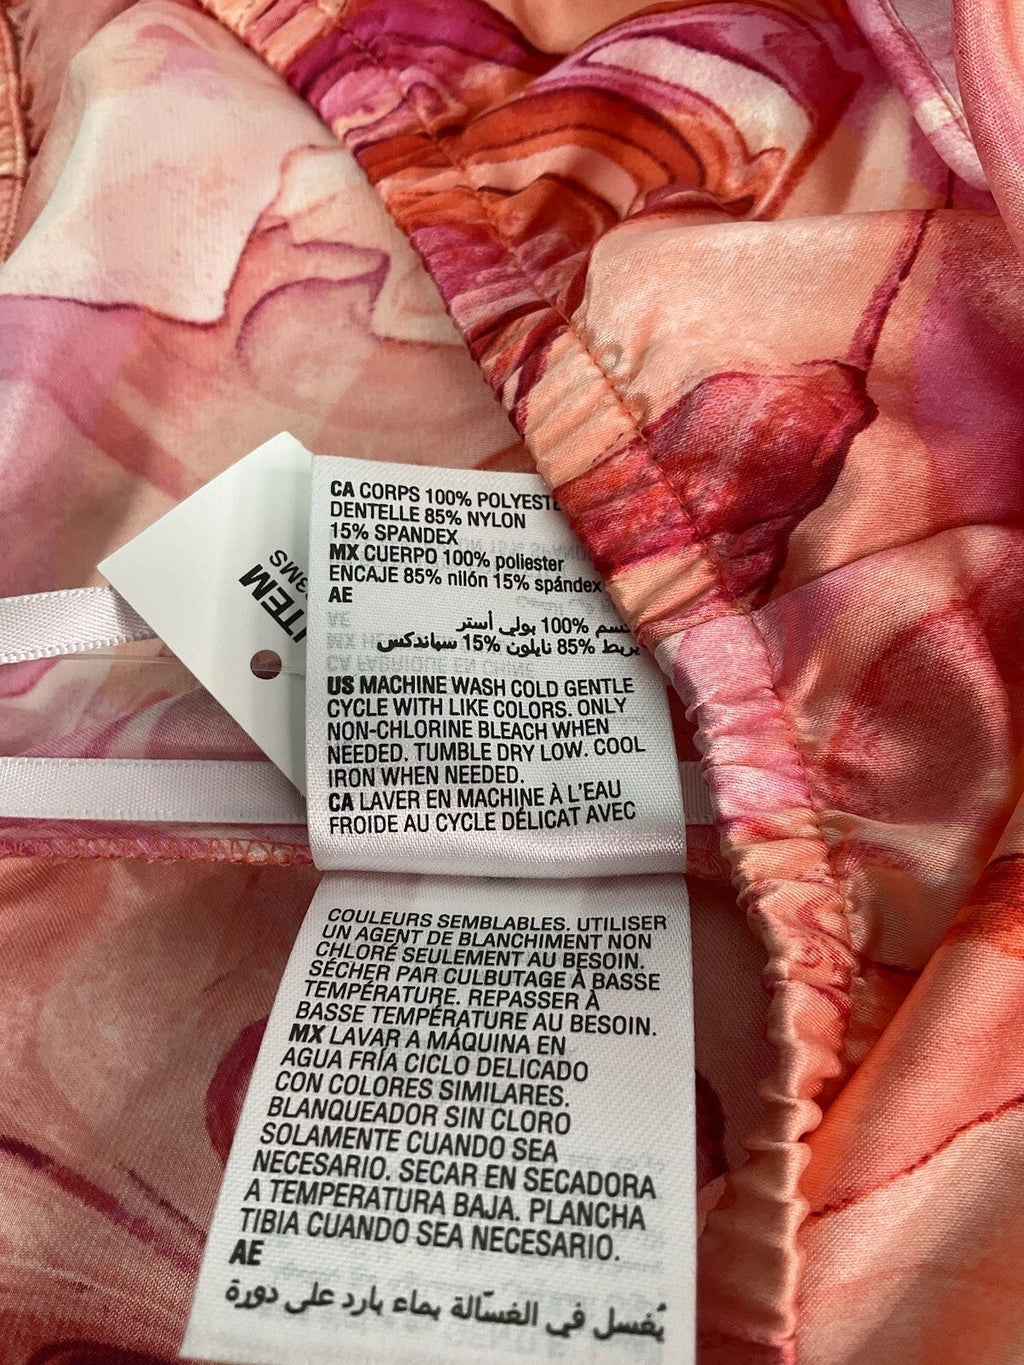 ITEM
CA CORPS 100% POLYESTE
DENTELLE 85% NYLON
15% SPANDEX
MX CUERPO 100% poliester
ENCAJE 85% nilón 15% spándex
AE
100% بولي أستر
85% نايلون 15% سباندكس
US MACHINE WASH COLD GENTLE
CYCLE WITH LIKE COLORS. ONLY
NON-CHLORINE BLEACH WHEN
NEEDED. TUMBLE DRY LOW. COOL
IRON WHEN NEEDED.
CA LAVER EN MACHINE À L'EAU
FROIDE AU CYCLE DÉLICAT AVEC
COULEURS SEMBLABLES. UTILISER
UN AGENT DE BLANCHIMENT NON
CHLORÉ SEULEMENT AU BESOIN.
SÉCHER PAR CULBUTAGE À BASSE
TEMPÉRATURE. REPASSER À
BASSE TEMPÉRATURE AU BESOIN.
MX LAVAR A MÁQUINA EN
AGUA FRÍA CICLO DELICADO
CON COLORES SIMILARES.
BLANQUEADOR SIN CLORO
SOLAMENTE CUANDO SEA
NECESARIO. SECAR EN SECADORA
A TEMPERATURA BAJA. PLANCHA
TIBIA CUANDO SEA NECESARIO.
AE
يُغسل في الغسّالة بماء بارد على دورة